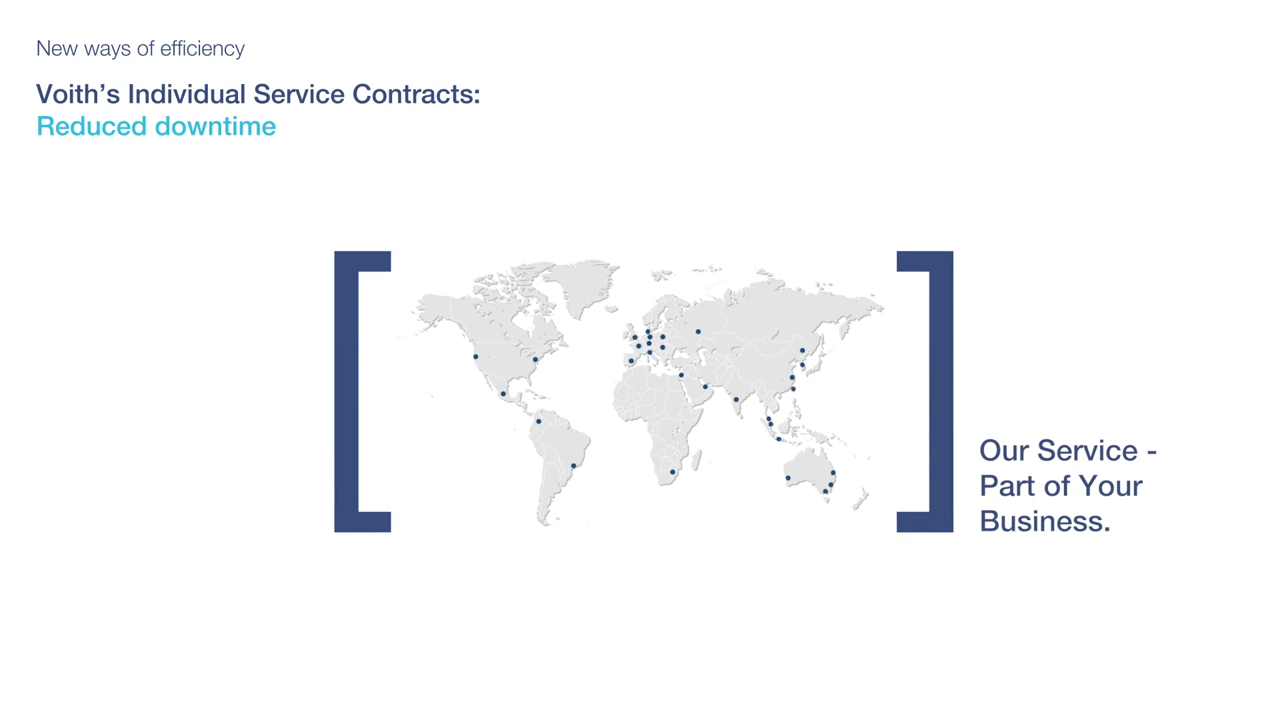 New ways of efficiency
Voith’s Individual Service Contracts:
Reduced downtime
Our Service -
Part of Your
Business.